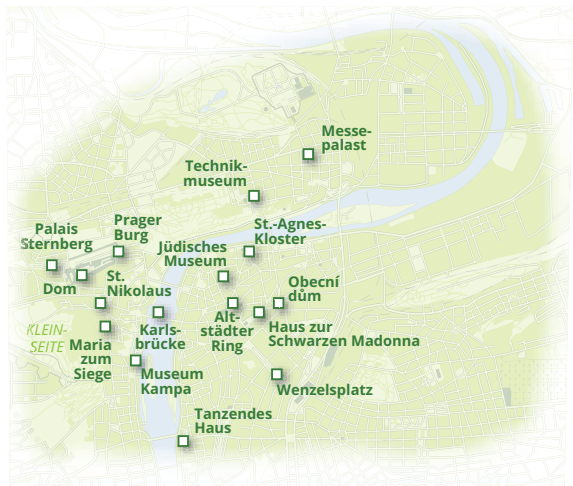 Messe-
palast
Technik-
museum
Palais
Sternberg
Prager
Burg
St.-Agnes-
Kloster
Jüdisches
Museum
Dom
St.
Nikolaus
Obecní
dům
Alt-
städter
Ring
Haus zur
Schwarzen Madonna
KLEIN-
SEITE
Karls-
brücke
Maria
zum
Siege
Museum
Kampa
Wenzelsplatz
Tanzendes
Haus